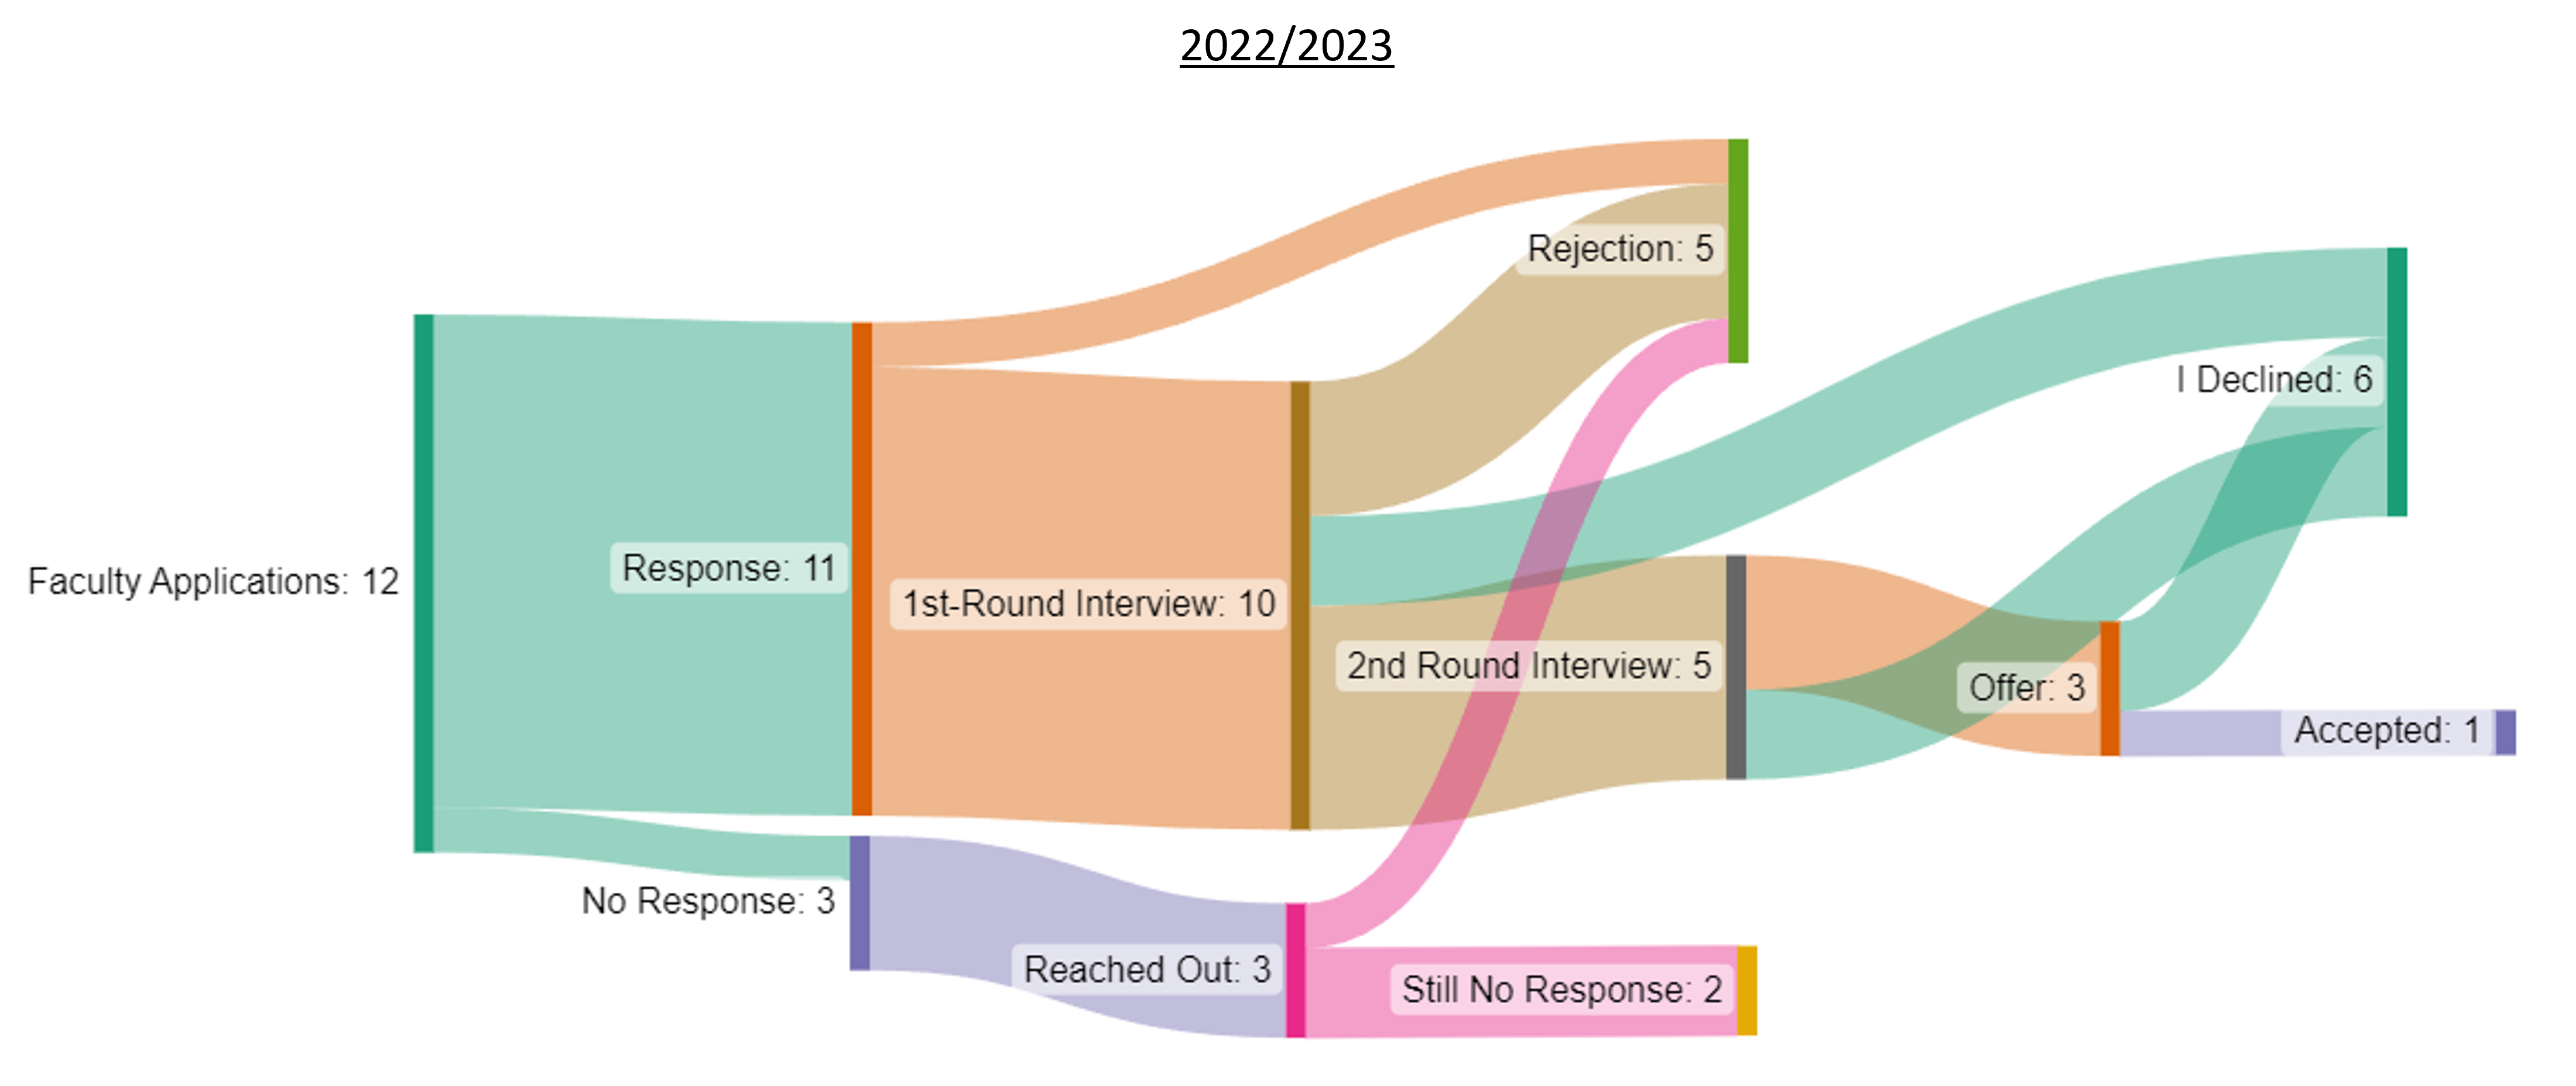 2022/2023
Rejection: 5
I Declined: 6
Response: 11
Faculty Applications: 12
1st-Round Interview: 10
2nd Round Interview: 5
Offer: 3
Accepted: 1
No Response: 3
Reached Out: 3
Still No Response: 2